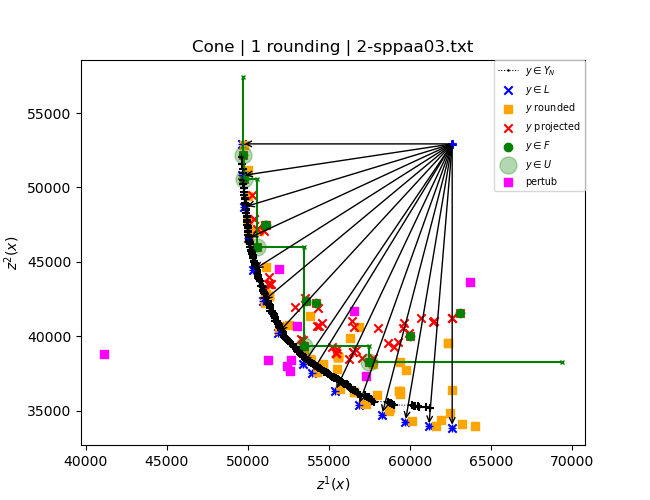 Cone | 1 rounding | 2-sppaa03.txt
y ∈ Y_N
y ∈ L
y rounded
y projected
y ∈ F
y ∈ U
pertub
z²(x)
55000
50000
45000
40000
35000
40000 45000 50000 55000 60000 65000 70000
z¹(x)